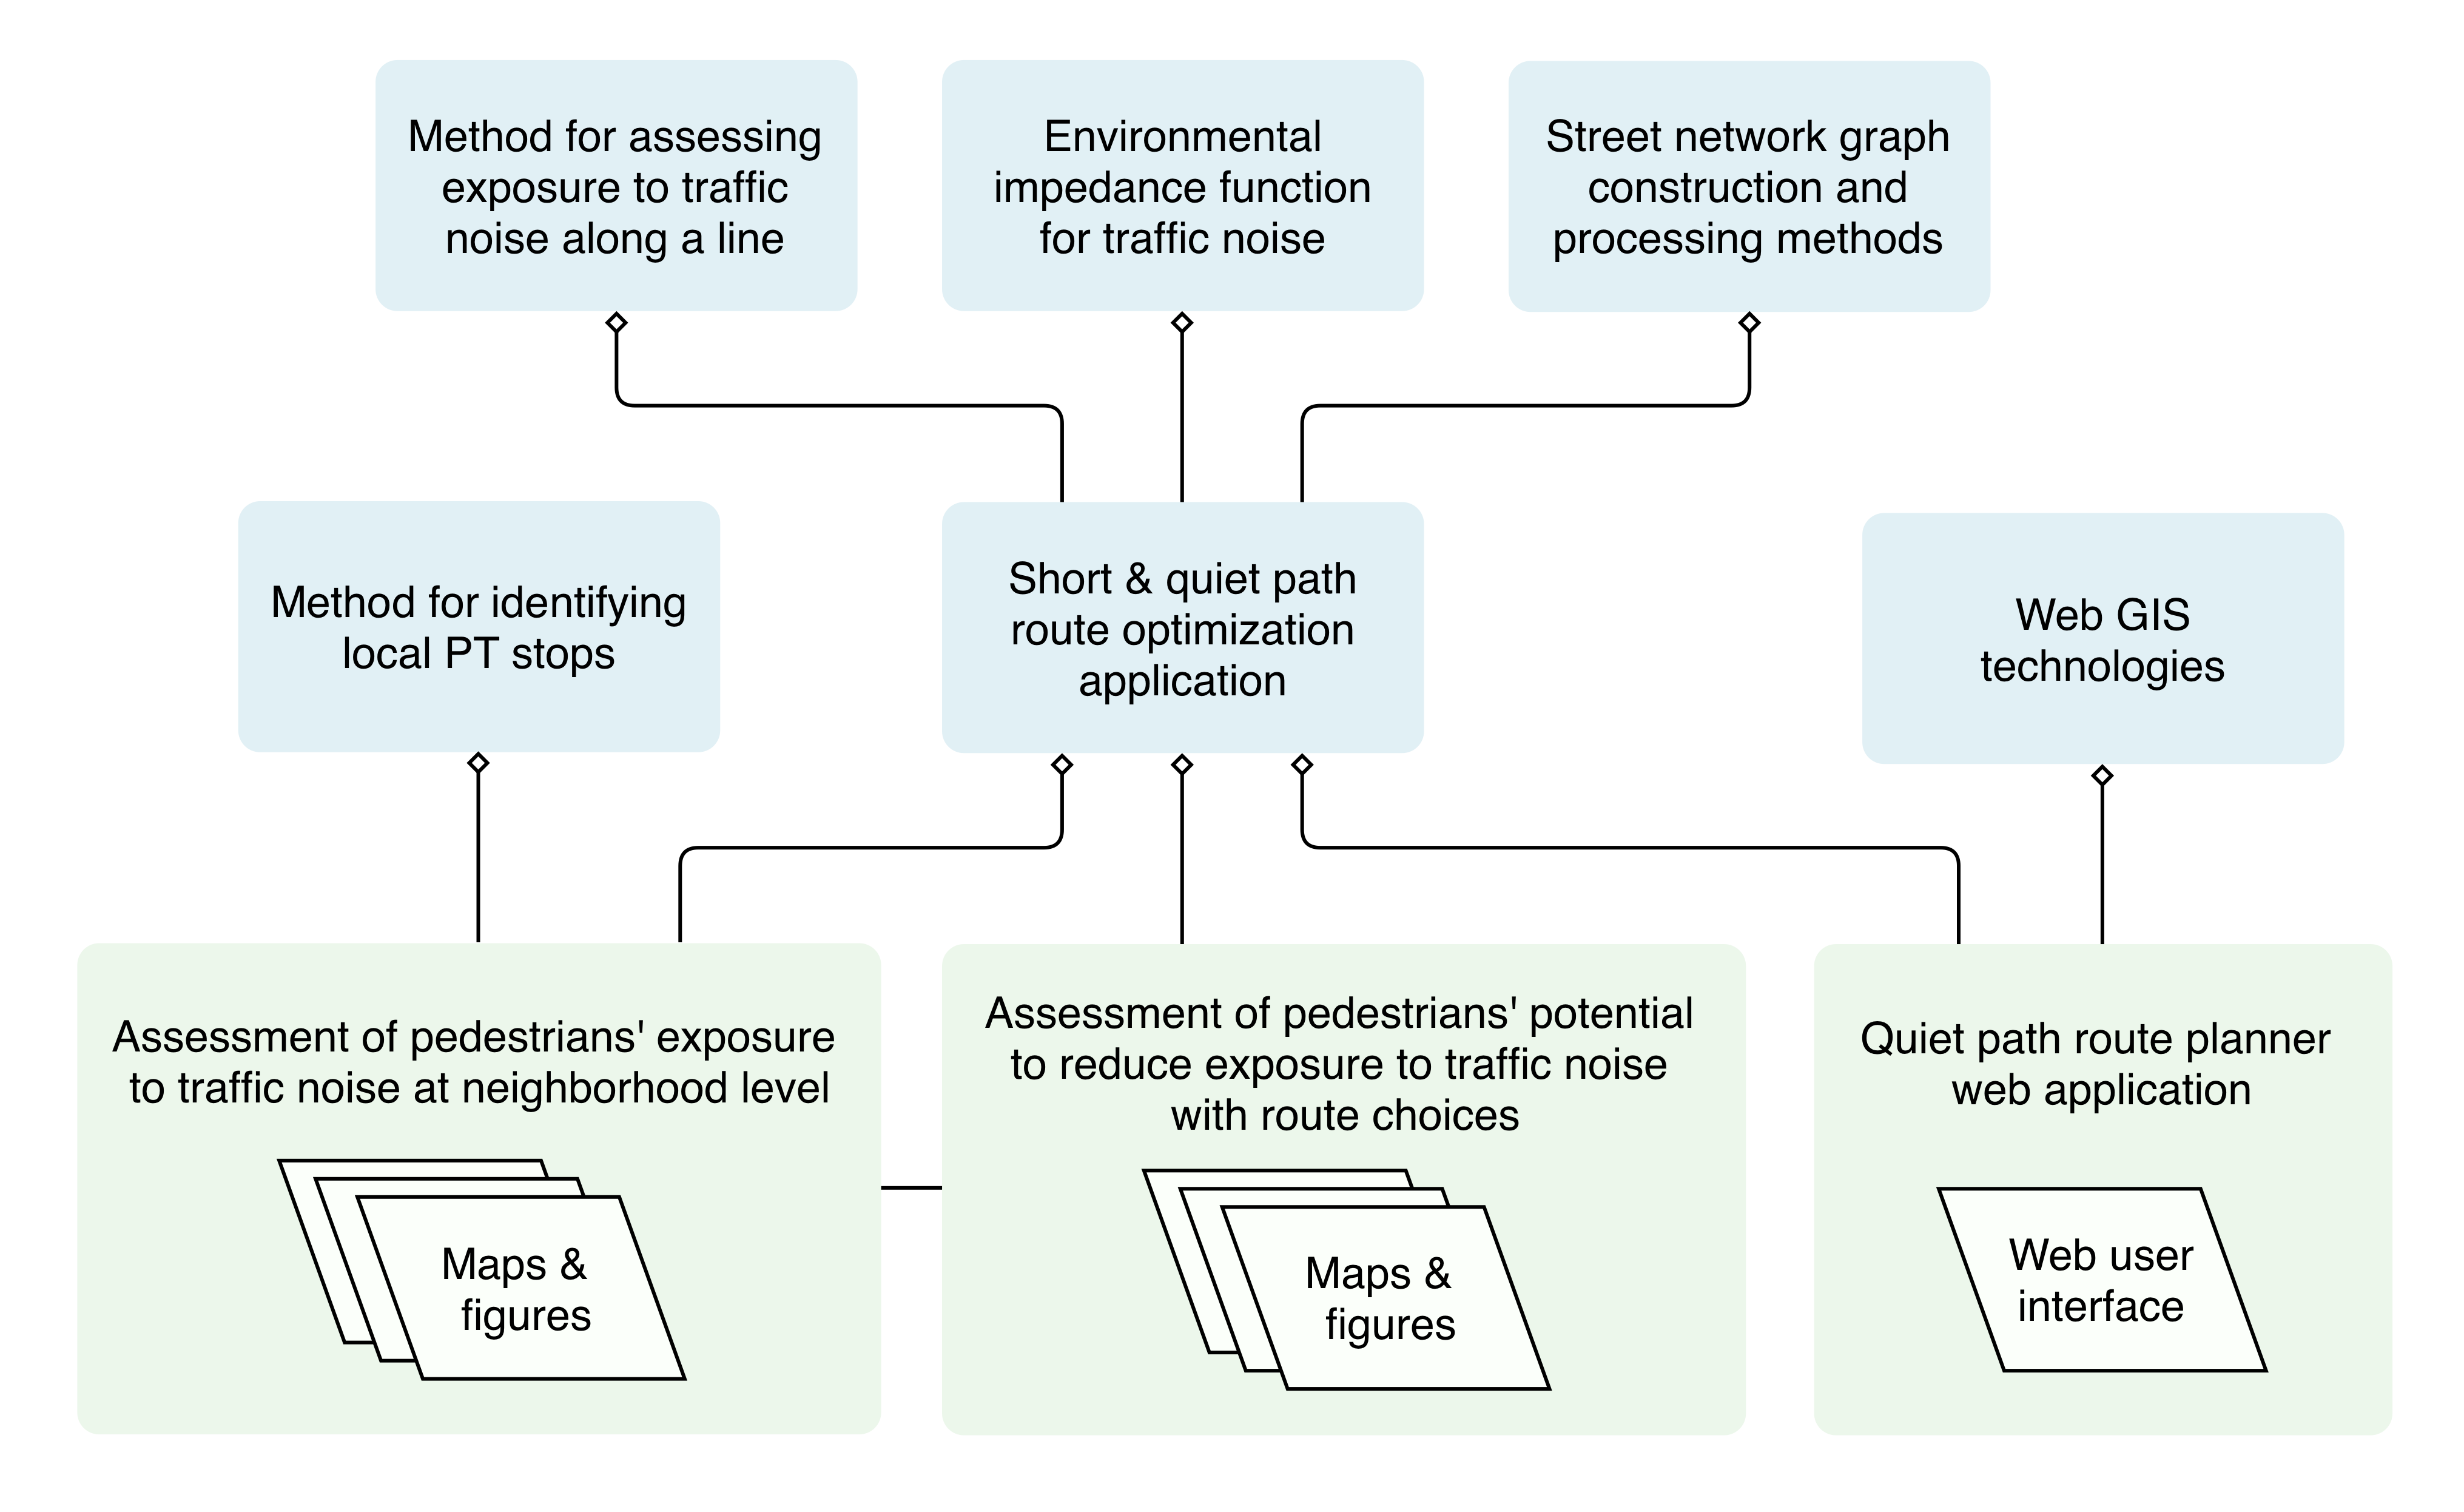 Method for assessing
exposure to traffic
noise along a line
Environmental
impedance function
for traffic noise
Street network graph
construction and
processing methods
Method for identifying
local PT stops
Short & quiet path
route optimization
application
Web GIS
technologies
Assessment of pedestrians' exposure
to traffic noise at neighborhood level
Maps &
figures
Assessment of pedestrians' potential
to reduce exposure to traffic noise
with route choices
Maps &
figures
Quiet path route planner
web application
Web user
interface